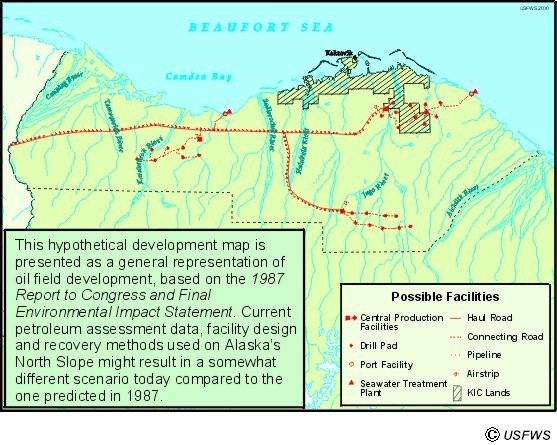 USFWS 2000
BEAUFORT SEA
Kaktovik
Camden Bay
Canning River
Tamayariak River
Katakturuk River
Sadlerochit River
Hulahula River
Jago River
Aichilik River
This hypothetical development map is
presented as a general representation of
oil field development, based on the 1987
Report to Congress and Final
Environmental Impact Statement. Current
petroleum assessment data, facility design
and recovery methods used on Alaska's
North Slope might result in a somewhat
different scenario today compared to the
one predicted in 1987.
Possible Facilities
Central Production
Facilities
Drill Pad
Port Facility
Seawater Treatment
Plant
Haul Road
Connecting Road
Pipeline
Airstrip
KIC Lands
© USFWS